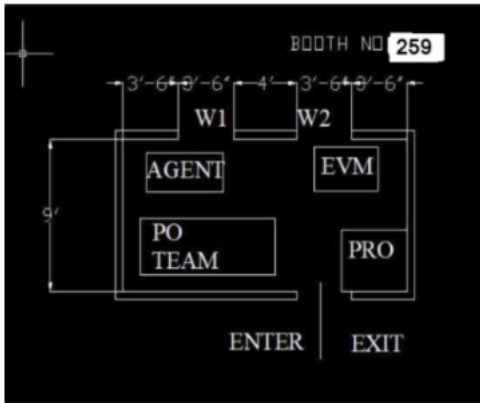 BOOTH NO 259
3'-6" 3'-6" 4' 3'-6" 3'-6"
W1 W2
AGENT EVM
9'
PO
TEAM
PRO
ENTER EXIT